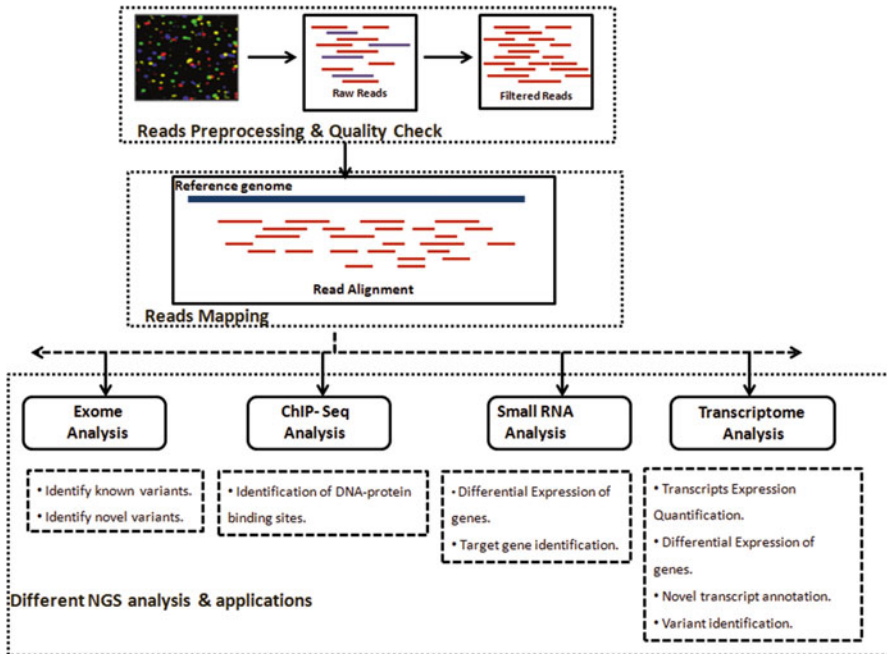 Raw Reads
Filtered Reads
Reads Preprocessing & Quality Check
Reference genome
Read Alignment
Reads Mapping
Exome
Analysis
ChIP- Seq
Analysis
Small RNA
Analysis
Transcriptome
Analysis
• Identify known variants.
• Identify novel variants.
• Identification of DNA-protein
binding sites.
• Differential Expression of
genes.
• Target gene identification.
• Transcripts Expression
Quantification.
• Differential Expression of
genes.
• Novel transcript annotation.
• Variant identification.
Different NGS analysis & applications